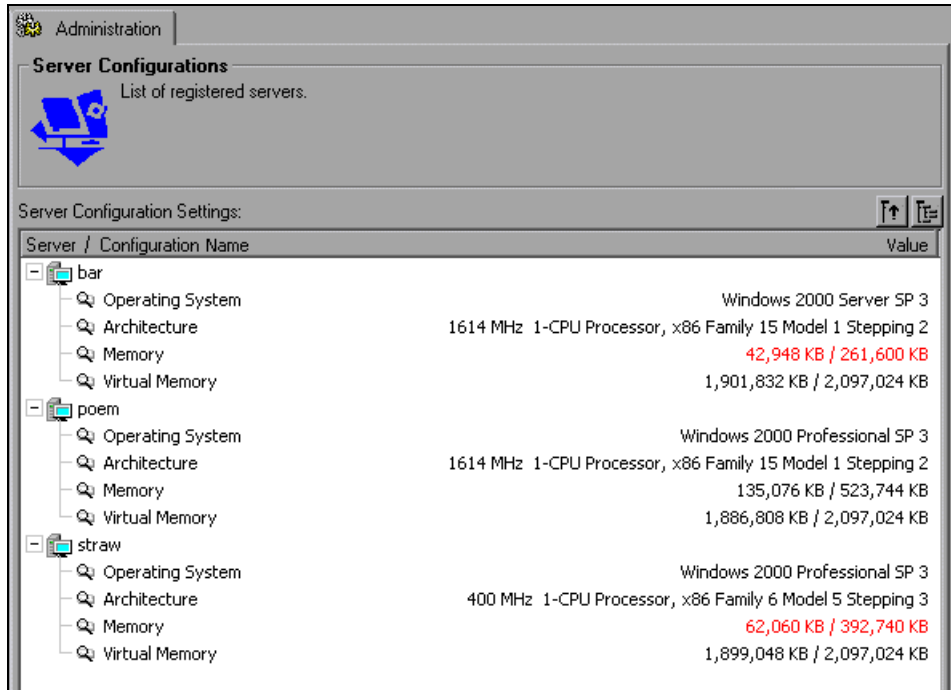 Administration
Server Configurations
List of registered servers.
Server Configuration Settings:
Server / Configuration Name Value
bar
Operating System Windows 2000 Server SP 3
Architecture 1614 MHz 1-CPU Processor, x86 Family 15 Model 1 Stepping 2
Memory 42,948 KB / 261,600 KB
Virtual Memory 1,901,832 KB / 2,097,024 KB
poem
Operating System Windows 2000 Professional SP 3
Architecture 1614 MHz 1-CPU Processor, x86 Family 15 Model 1 Stepping 2
Memory 135,076 KB / 523,744 KB
Virtual Memory 1,886,808 KB / 2,097,024 KB
straw
Operating System Windows 2000 Professional SP 3
Architecture 400 MHz 1-CPU Processor, x86 Family 6 Model 5 Stepping 3
Memory 62,060 KB / 392,740 KB
Virtual Memory 1,899,048 KB / 2,097,024 KB